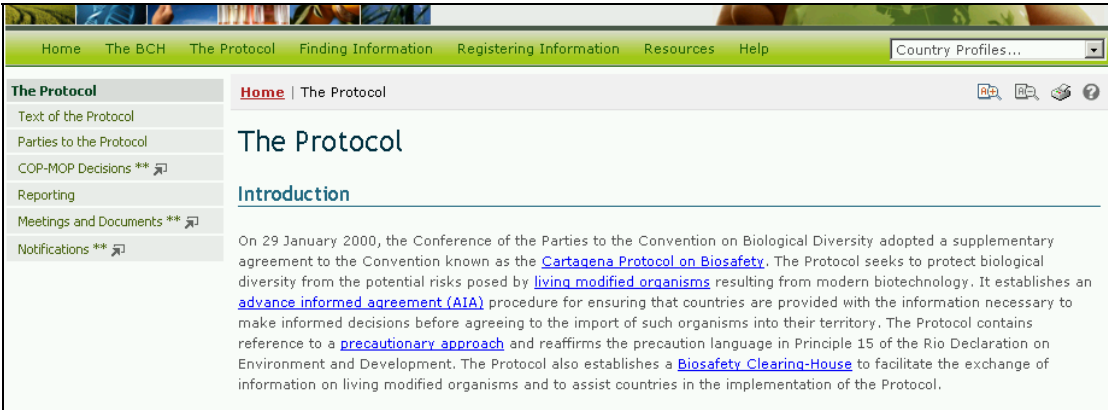 Home The BCH The Protocol Finding Information Registering Information Resources Help Country Profiles...
The Protocol
Text of the Protocol
Parties to the Protocol
COP-MOP Decisions **
Reporting
Meetings and Documents **
Notifications **
Home | The Protocol
The Protocol
Introduction
On 29 January 2000, the Conference of the Parties to the Convention on Biological Diversity adopted a supplementary
agreement to the Convention known as the Cartagena Protocol on Biosafety. The Protocol seeks to protect biological
diversity from the potential risks posed by living modified organisms resulting from modern biotechnology. It establishes an
advance informed agreement (AIA) procedure for ensuring that countries are provided with the information necessary to
make informed decisions before agreeing to the import of such organisms into their territory. The Protocol contains
reference to a precautionary approach and reaffirms the precaution language in Principle 15 of the Rio Declaration on
Environment and Development. The Protocol also establishes a Biosafety Clearing-House to facilitate the exchange of
information on living modified organisms and to assist countries in the implementation of the Protocol.